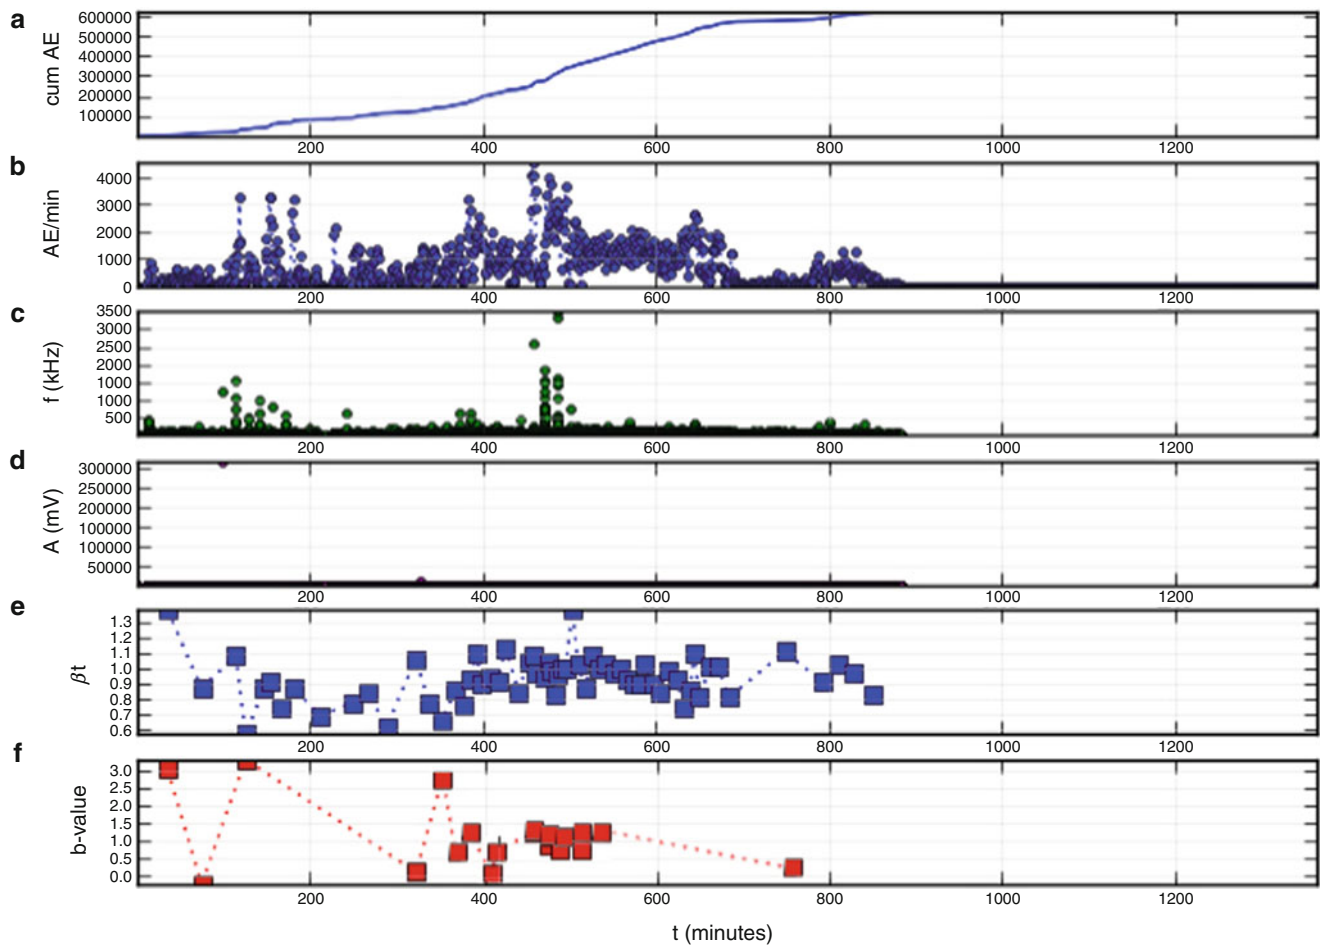 a
cum AE
600000
500000
400000
300000
200000
100000
200 400 600 800 1000 1200
b
AE/min
4000
3000
2000
1000
0
200 400 600 800 1000 1200
c
f (kHz)
3500
3000
2500
2000
1000
1000
500
200 400 600 800 1000 1200
d
A (mV)
300000
250000
200000
100000
100000
50000
200 400 600 800 1000 1200
e
βt
1.3
1.2
1.1
1.0
0.9
0.8
0.7
0.6
200 400 600 800 1000 1200
f
b-value
3.0
2.5
2.0
1.5
1.0
0.5
0.0
200 400 600 800 1000 1200
t (minutes)